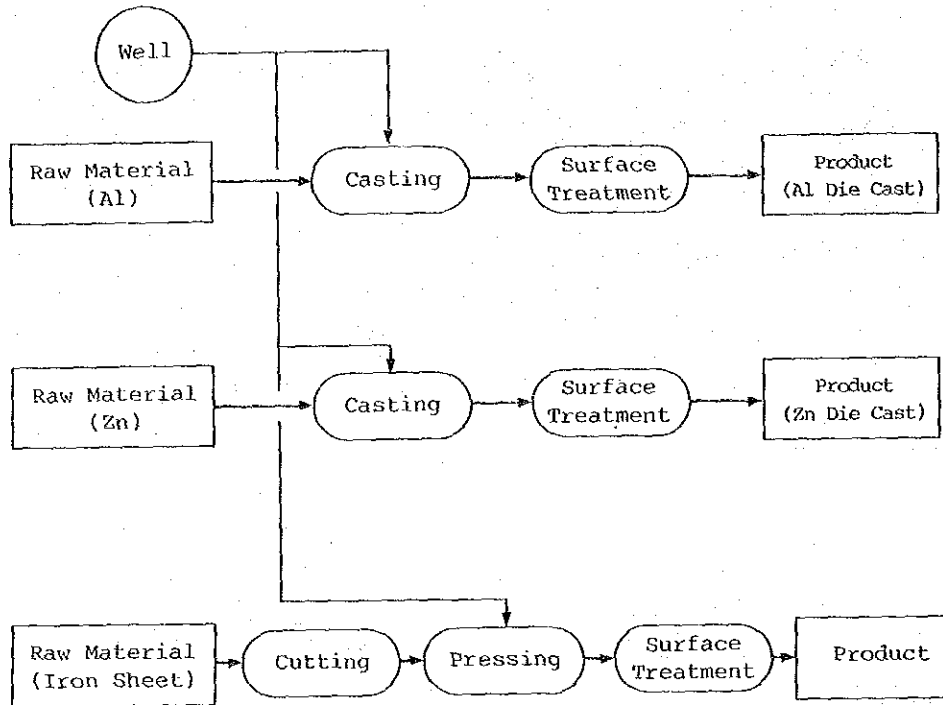 Well
Raw Material
(Al)
Casting
Surface
Treatment
Product
(Al Die Cast)
Raw Material
(Zn)
Casting
Surface
Treatment
Product
(Zn Die Cast)
Raw Material
(Iron Sheet)
Cutting
Pressing
Surface
Treatment
Product